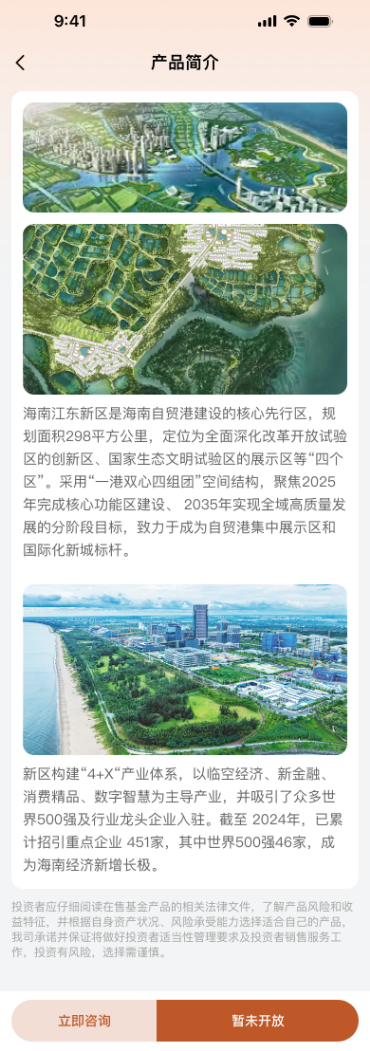 9:41
产品简介
海南江东新区是海南自贸港建设的核心先行区，规
划面积298平方公里，定位为全面深化改革开放试验
区的创新区、国家生态文明试验区的展示区等“四个
区”。采用“一港双心四组团”空间结构，聚焦2025
年完成核心功能区建设、 2035年实现全域高质量发
展的分阶段目标，致力于成为自贸港集中展示区和
国际化新城标杆。
新区构建“4+X“产业体系，以临空经济、新金融、
消费精品、数字智慧为主导产业，并吸引了众多世
界500强及行业龙头企业入驻。截至 2024年，已累
计招引重点企业 451家，其中世界500强46家，成
为海南经济新增长极。
投资者应仔细阅读在售基金产品的相关法律文件，了解产品风险和收
益特征，并根据自身资产状况、风险承受能力选择适合自己的产品，
我司承诺并保证将做好投资者适当性管理要求及投资者销售服务工
作，投资有风险，选择需谨慎。
立即咨询
暂未开放